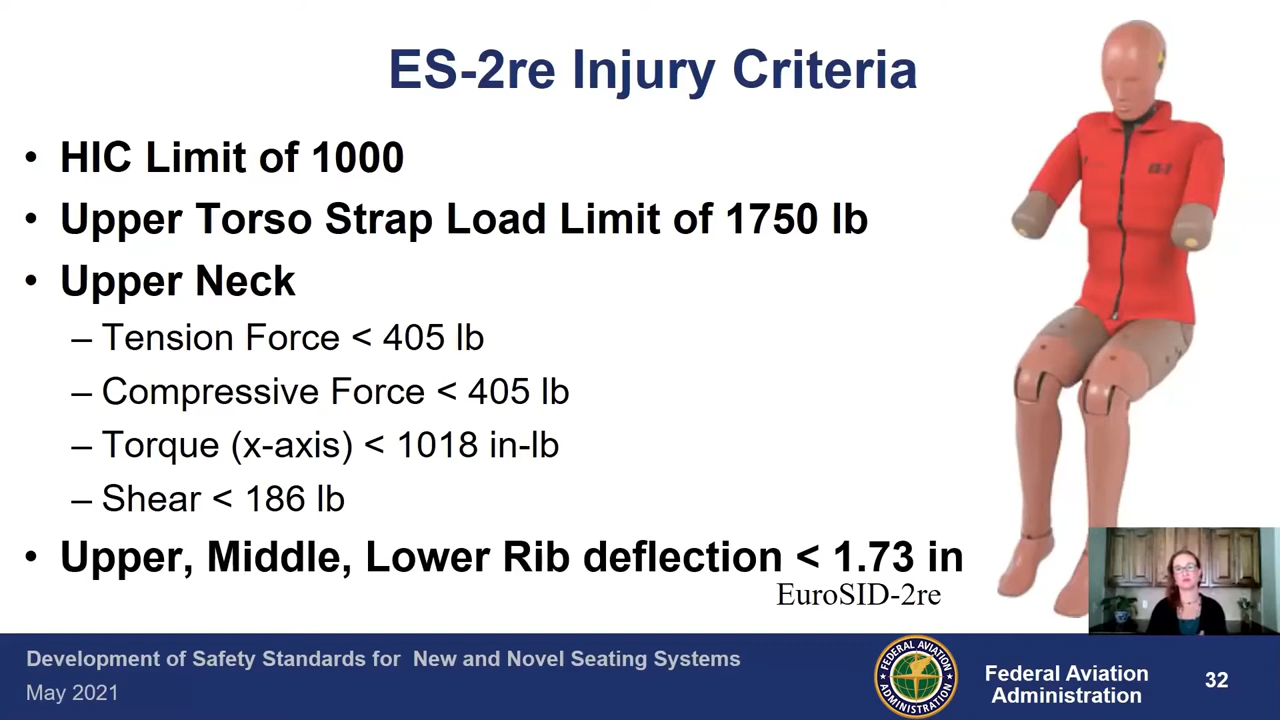 ES-2re Injury Criteria
• HIC Limit of 1000
• Upper Torso Strap Load Limit of 1750 lb
• Upper Neck
– Tension Force < 405 lb
– Compressive Force < 405 lb
– Torque (x-axis) < 1018 in-lb
– Shear < 186 lb
• Upper, Middle, Lower Rib deflection < 1.73 in
EuroSID-2re
Development of Safety Standards for New and Novel Seating Systems
May 2021
FEDERAL AVIATION
ADMINISTRATION
Federal Aviation
Administration
32